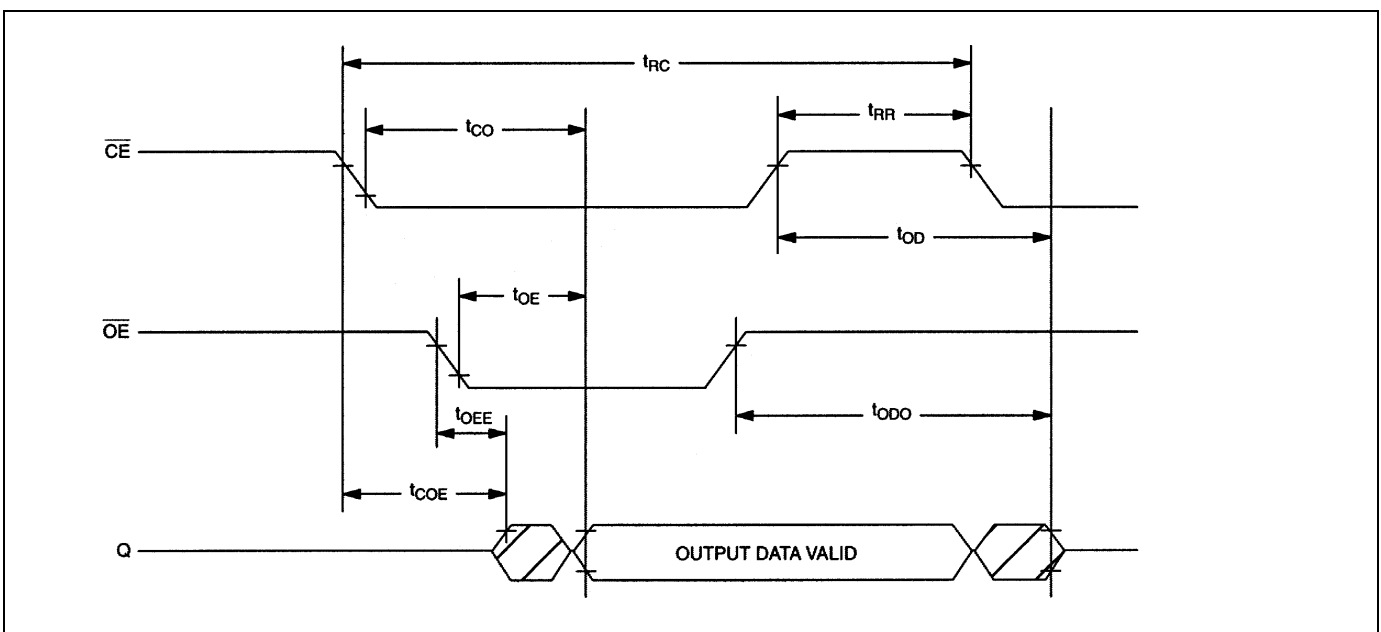 tRC
tRR
tCO
CE
tOD
tOE
OE
tOEE
tODO
tCOE
Q
OUTPUT DATA VALID